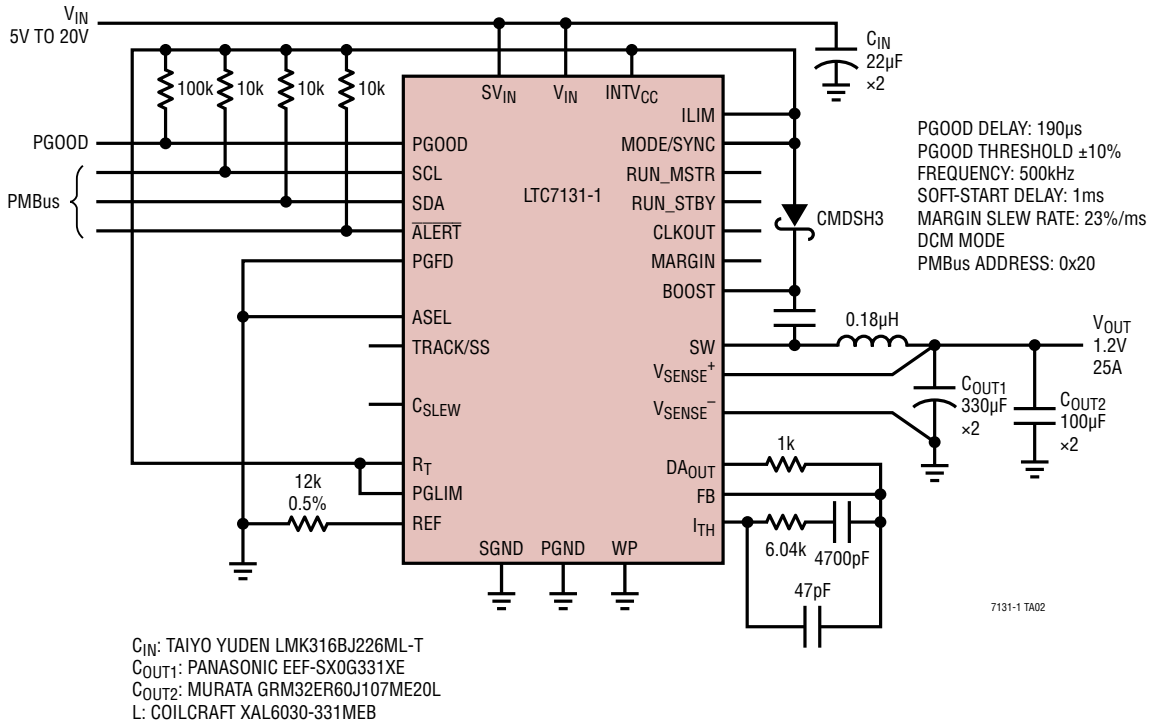 VIN
5V TO 20V
CIN
22µF
×2
100k
10k
10k
10k
SVIN
VIN
INTVCC
ILIM
PGOOD
PGOOD
MODE/SYNC
SCL
RUN_MSTR
LTC7131-1
PMBus
SDA
RUN_STBY
ALERT
CLKOUT
CMDSH3
PGFD
MARGIN
BOOST
PGOOD DELAY: 190µs
PGOOD THRESHOLD ±10%
FREQUENCY: 500kHz
SOFT-START DELAY: 1ms
MARGIN SLEW RATE: 23%/ms
DCM MODE
PMBus ADDRESS: 0x20
ASEL
TRACK/SS
SW
0.18µH
VOUT
1.2V
25A
VSENSE+
CSLEW
VSENSE–
COUT1
330µF
×2
COUT2
100µF
×2
RT
DAOUT
1k
PGLIM
FB
12k
0.5%
REF
ITH
6.04k
4700pF
SGND
PGND
WP
47pF
7131-1 TA02
CIN: TAIYO YUDEN LMK316BJ226ML-T
COUT1: PANASONIC EEF-SX0G331XE
COUT2: MURATA GRM32ER60J107ME20L
L: COILCRAFT XAL6030-331MEB